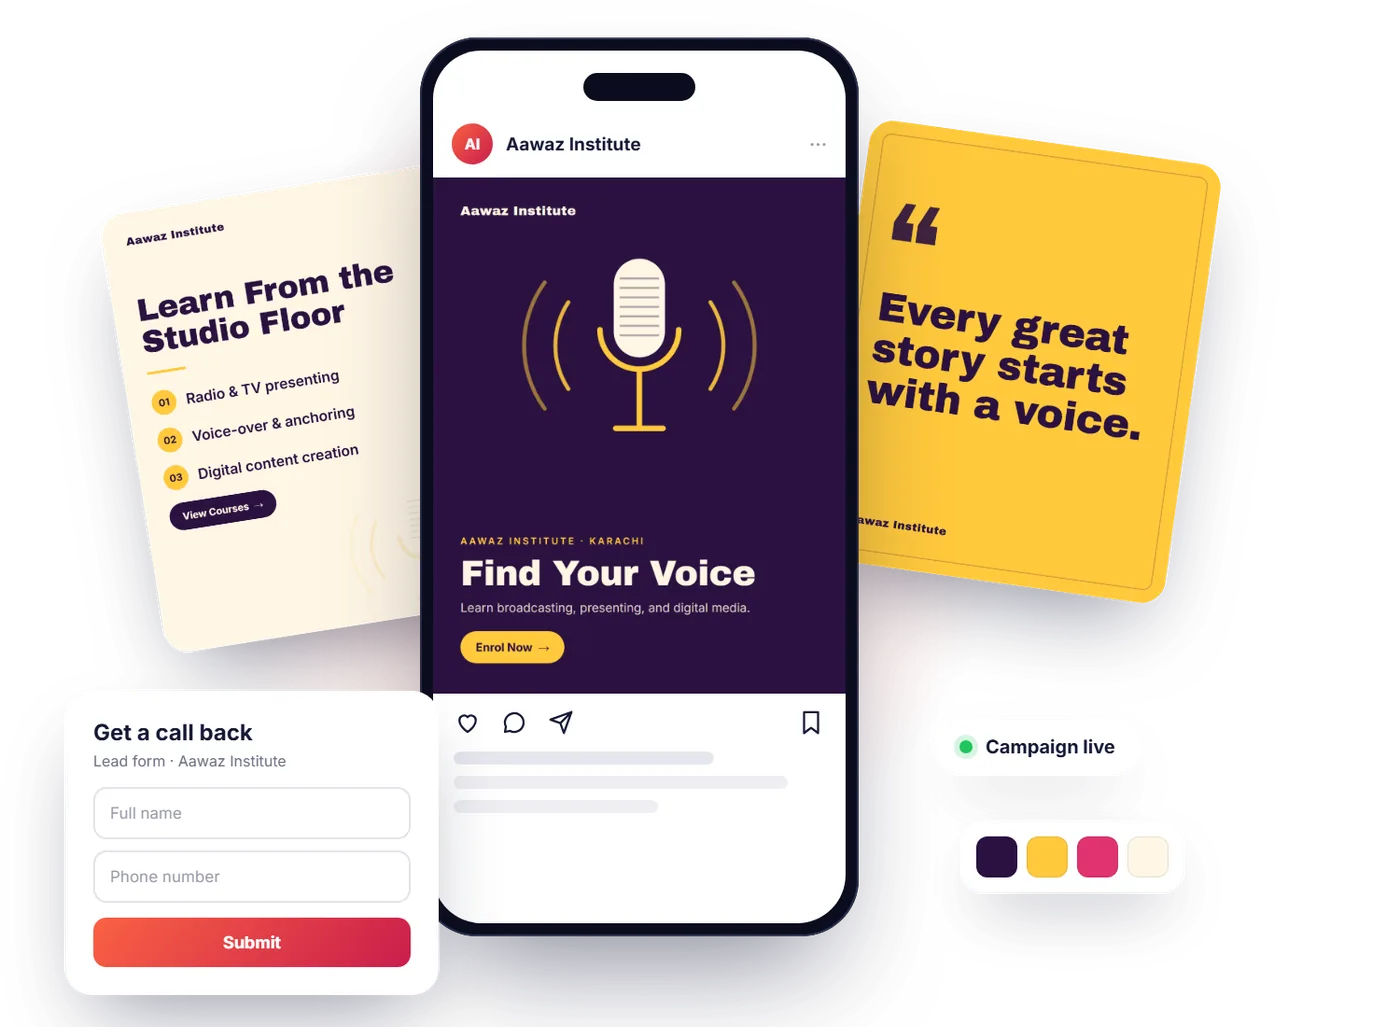 AI Aawaz Institute
Aawaz Institute
Learn From the
Studio Floor
01 Radio & TV presenting
02 Voice-over & anchoring
03 Digital content creation
View Courses →
Aawaz Institute
AAWAZ INSTITUTE · KARACHI
Find Your Voice
Learn broadcasting, presenting, and digital media.
Enrol Now →
“
Every great
story starts
with a voice.
awaz Institute
Get a call back
Lead form · Aawaz Institute
Full name
Phone number
Submit
Campaign live